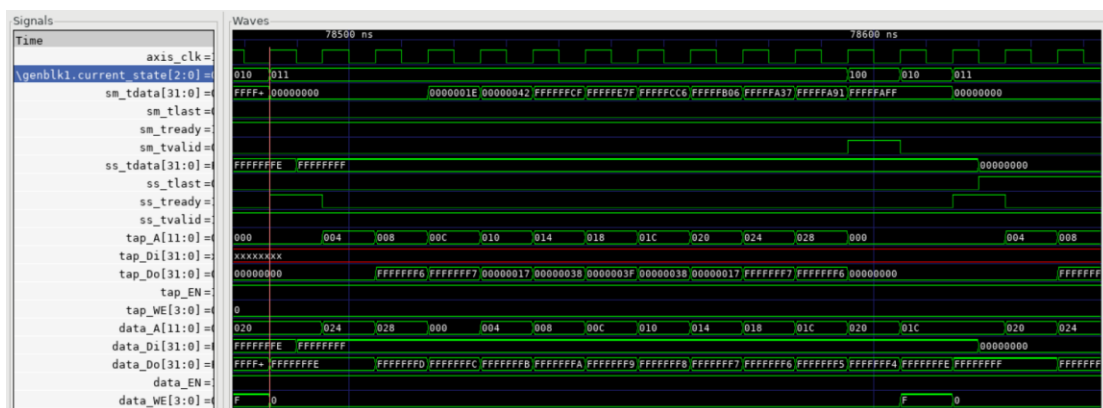 Signals
Waves
Time
78500 ns
78600 ns
axis_clk=
\genblk1.current_state[2:0]= 010 011 100 010 011
sm_tdata[31:0]= FFFF+ 00000000 0000001E 00000042 FFFFFFCF FFFFFE7F FFFFFCC6 FFFFFB06 FFFFFA37 FFFFFA91 FFFFFAFF 00000000
sm_tlast=
sm_tready=
sm_tvalid=
ss_tdata[31:0]= FFFFFFFE FFFFFFFF 00000000
ss_tlast=
ss_tready=
ss_tvalid=
tap_A[11:0]= 000 004 008 00C 010 014 018 01C 020 024 028 000 004 008
tap_Di[31:0]= xxxxxxxx
tap_Do[31:0]= 00000000 FFFFFFF6 FFFFFFF7 00000017 00000038 0000003F 00000038 00000017 FFFFFFF7 FFFFFFF6 00000000 FFFFFFF
tap_EN=
tap_WE[3:0]= 0
data_A[11:0]= 020 024 028 000 004 008 00C 010 014 018 01C 020 01C 020 024
data_Di[31:0]= FFFFFFFE FFFFFFFF 00000000
data_Do[31:0]= FFFF+ FFFFFFFE FFFFFFFD FFFFFFFC FFFFFFFB FFFFFFFA FFFFFFF9 FFFFFFF8 FFFFFFF7 FFFFFFF6 FFFFFFF5 FFFFFFF4 FFFFFFFE FFFFFFFF FFFFFFF
data_EN=
data_WE[3:0]= F 0 F 0